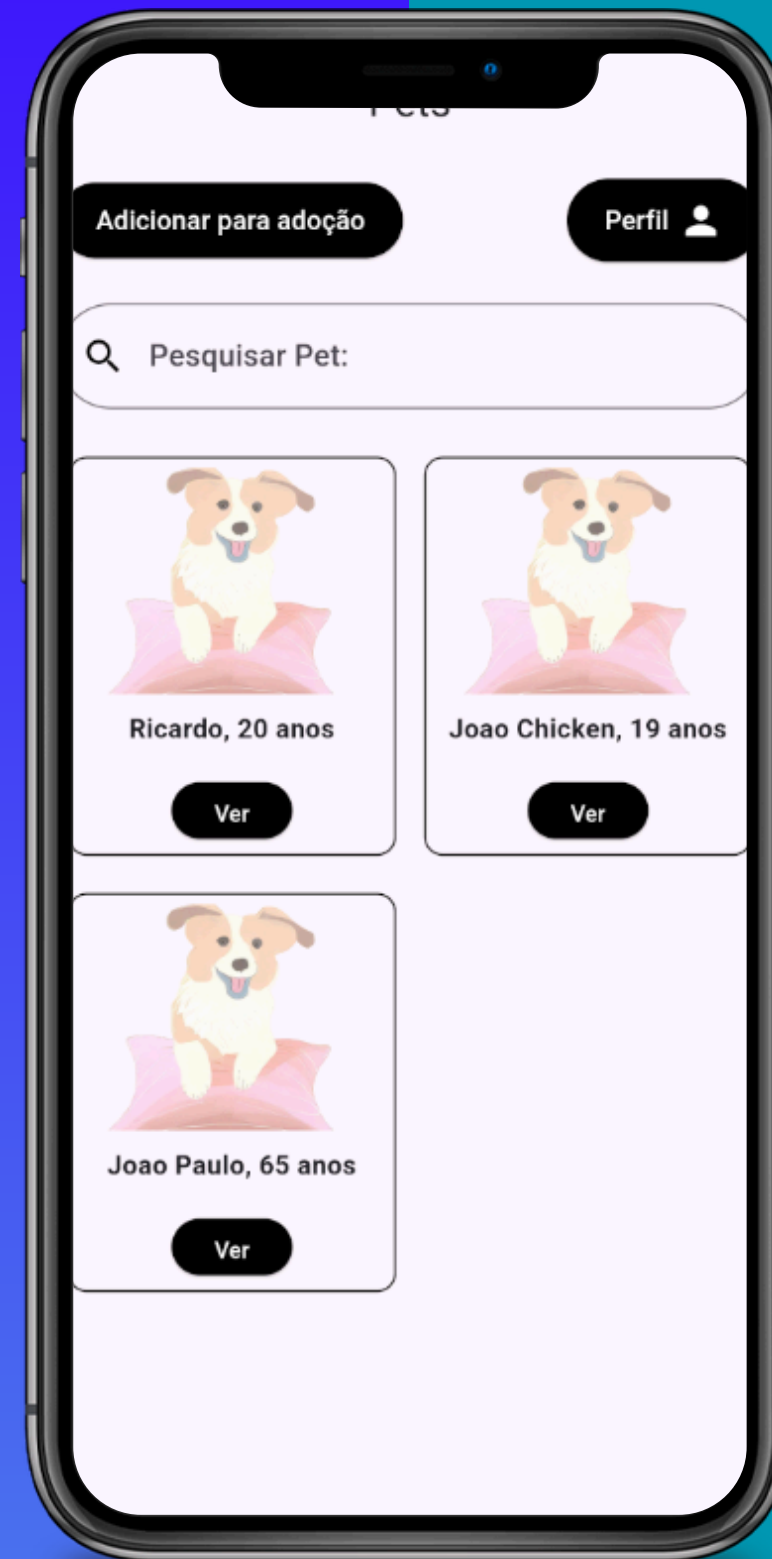 Pets
Adicionar para adoção
Perfil
Pesquisar Pet:
Ricardo, 20 anos
Joao Chicken, 19 anos
Ver
Ver
Joao Paulo, 65 anos
Ver